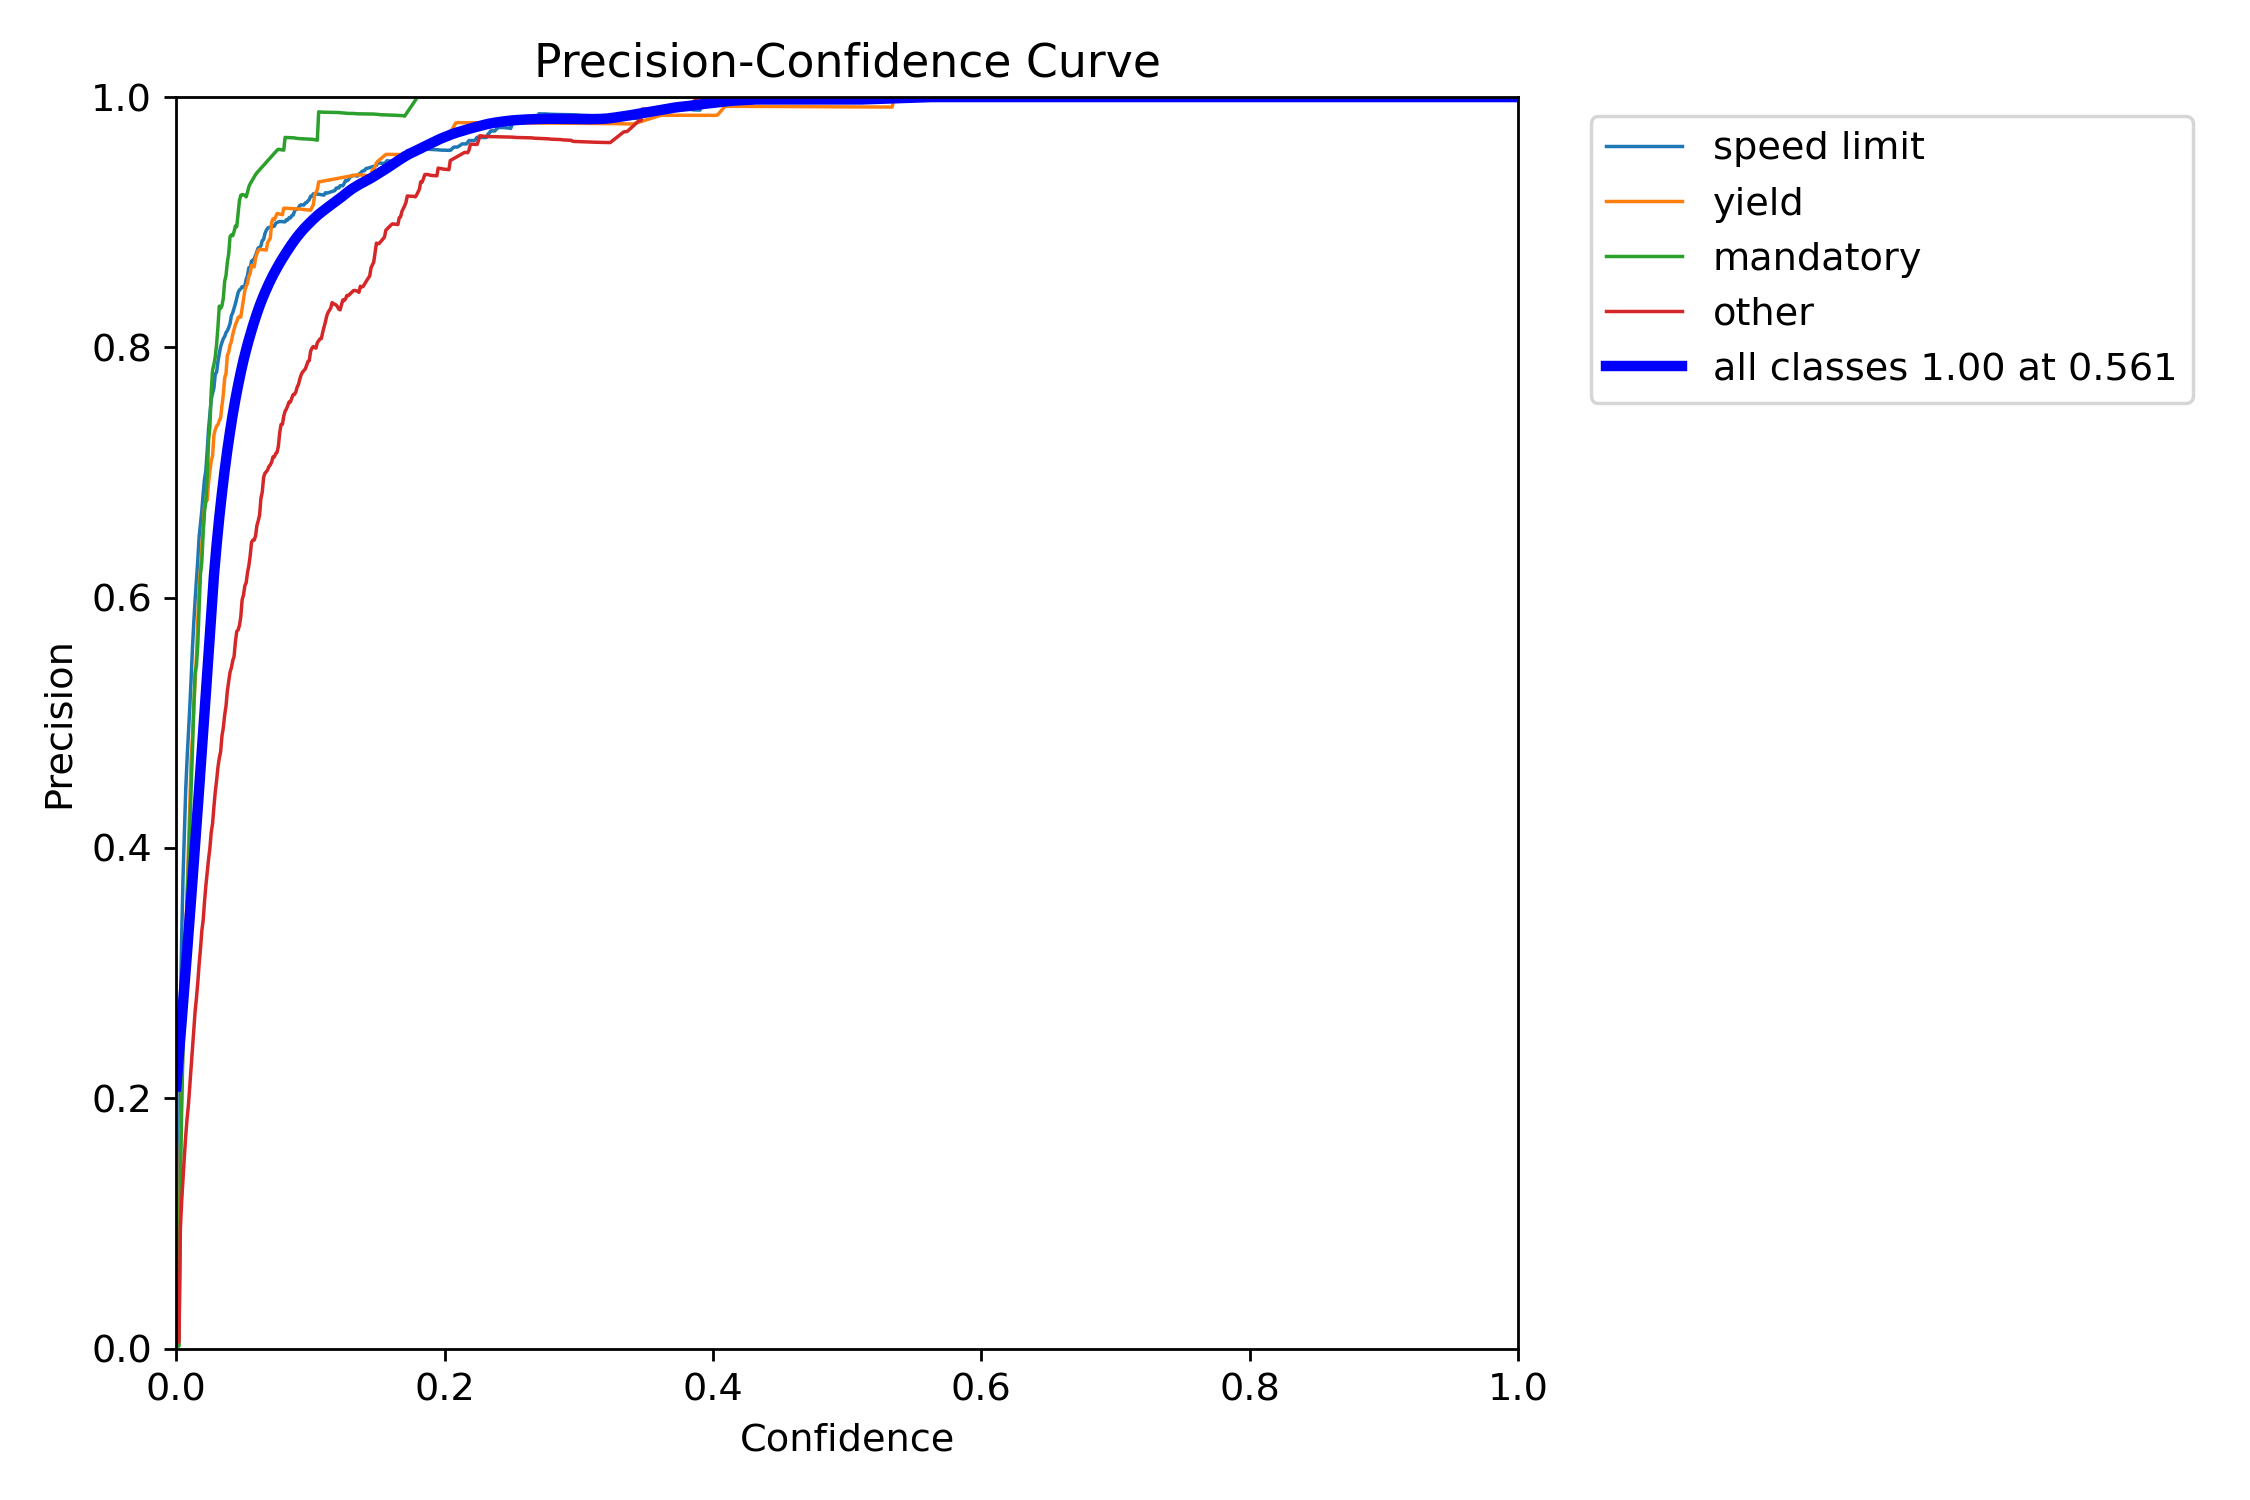 Precision-Confidence Curve
1.0
0.8
0.6
0.4
0.2
0.0
Precision
0.0 0.2 0.4 0.6 0.8 1.0
Confidence
speed limit
yield
mandatory
other
all classes 1.00 at 0.561